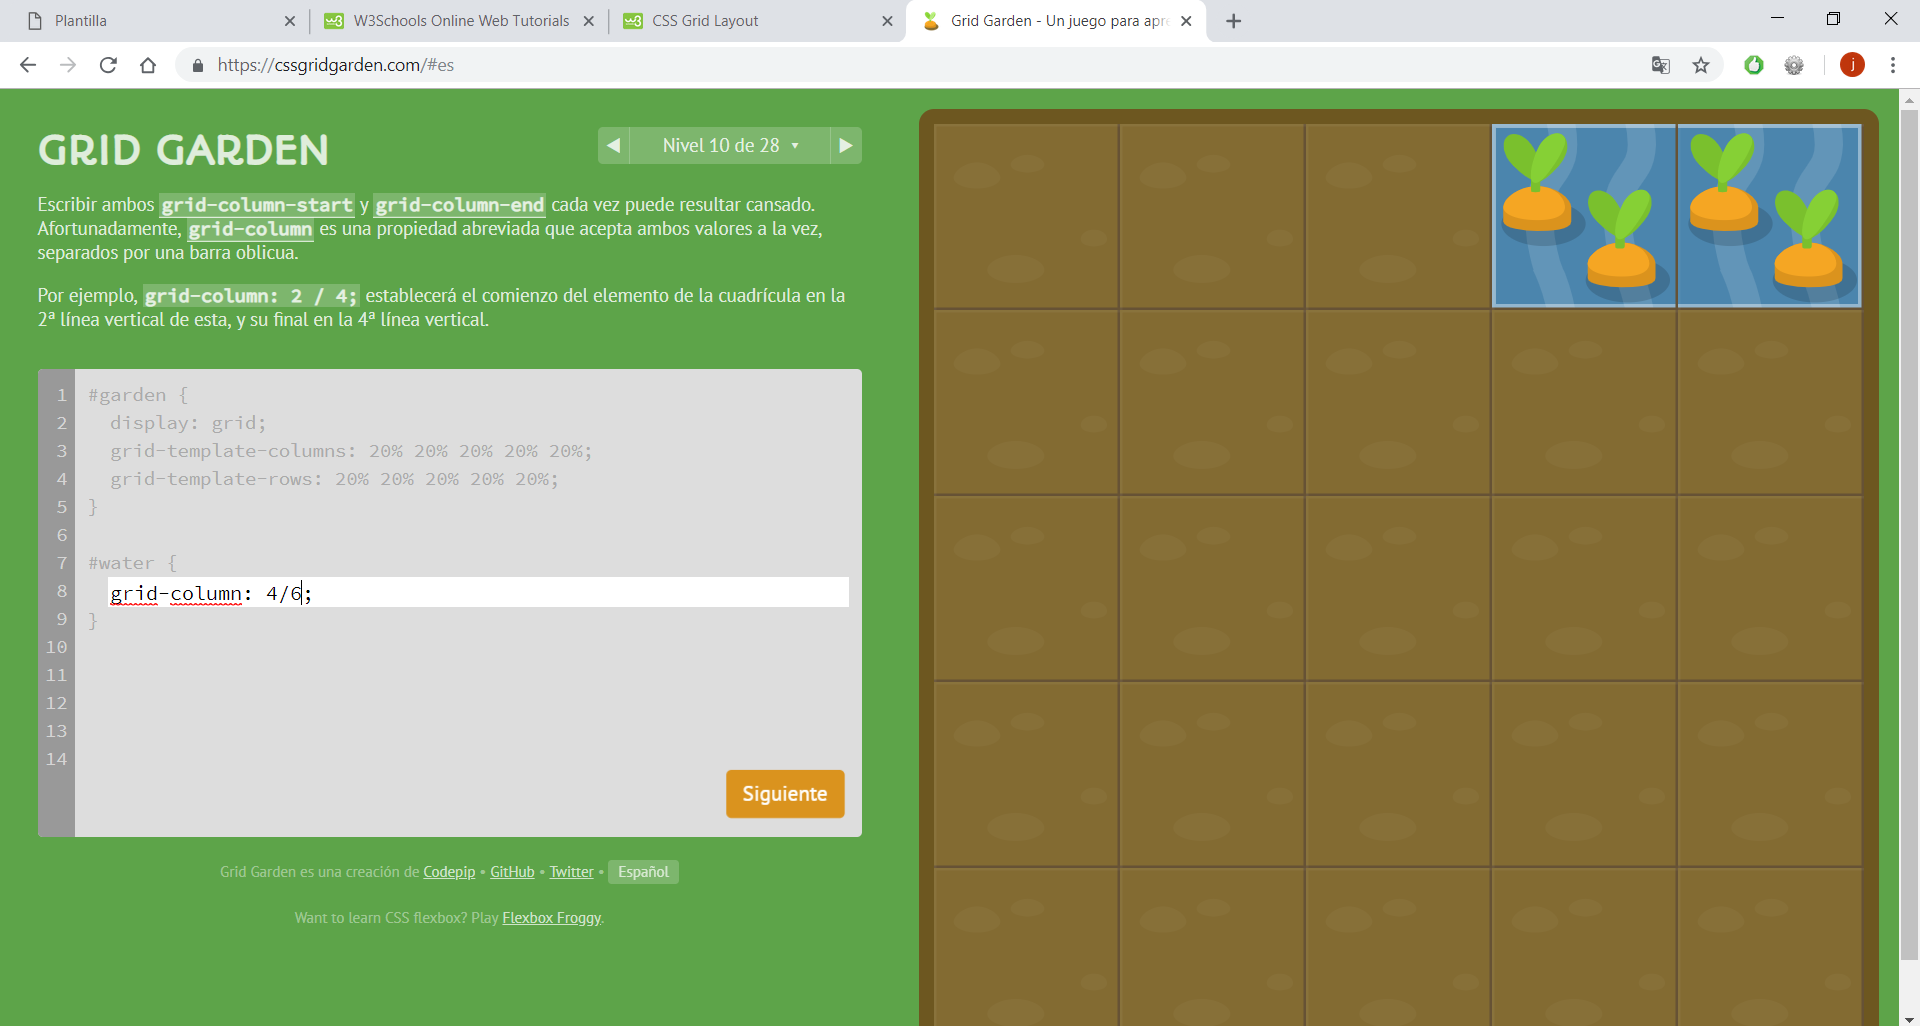 Plantilla
W3Schools Online Web Tutorials
CSS Grid Layout
Grid Garden - Un juego para apre
https://cssgridgarden.com/#es
j
GRID GARDEN
Nivel 10 de 28
Escribir ambos grid-column-start y grid-column-end cada vez puede resultar cansado.
Afortunadamente, grid-column es una propiedad abreviada que acepta ambos valores a la vez,
separados por una barra oblicua.
Por ejemplo, grid-column: 2 / 4; establecerá el comienzo del elemento de la cuadrícula en la
2ª línea vertical de esta, y su final en la 4ª línea vertical.
1 #garden {
2 display: grid;
3 grid-template-columns: 20% 20% 20% 20% 20%;
4 grid-template-rows: 20% 20% 20% 20% 20%;
5 }
6
7 #water {
8 grid-column: 4/6;
9 }
10
11
12
13
14
Siguiente
Grid Garden es una creación de Codepip • GitHub • Twitter • Español
Want to learn CSS flexbox? Play Flexbox Froggy.